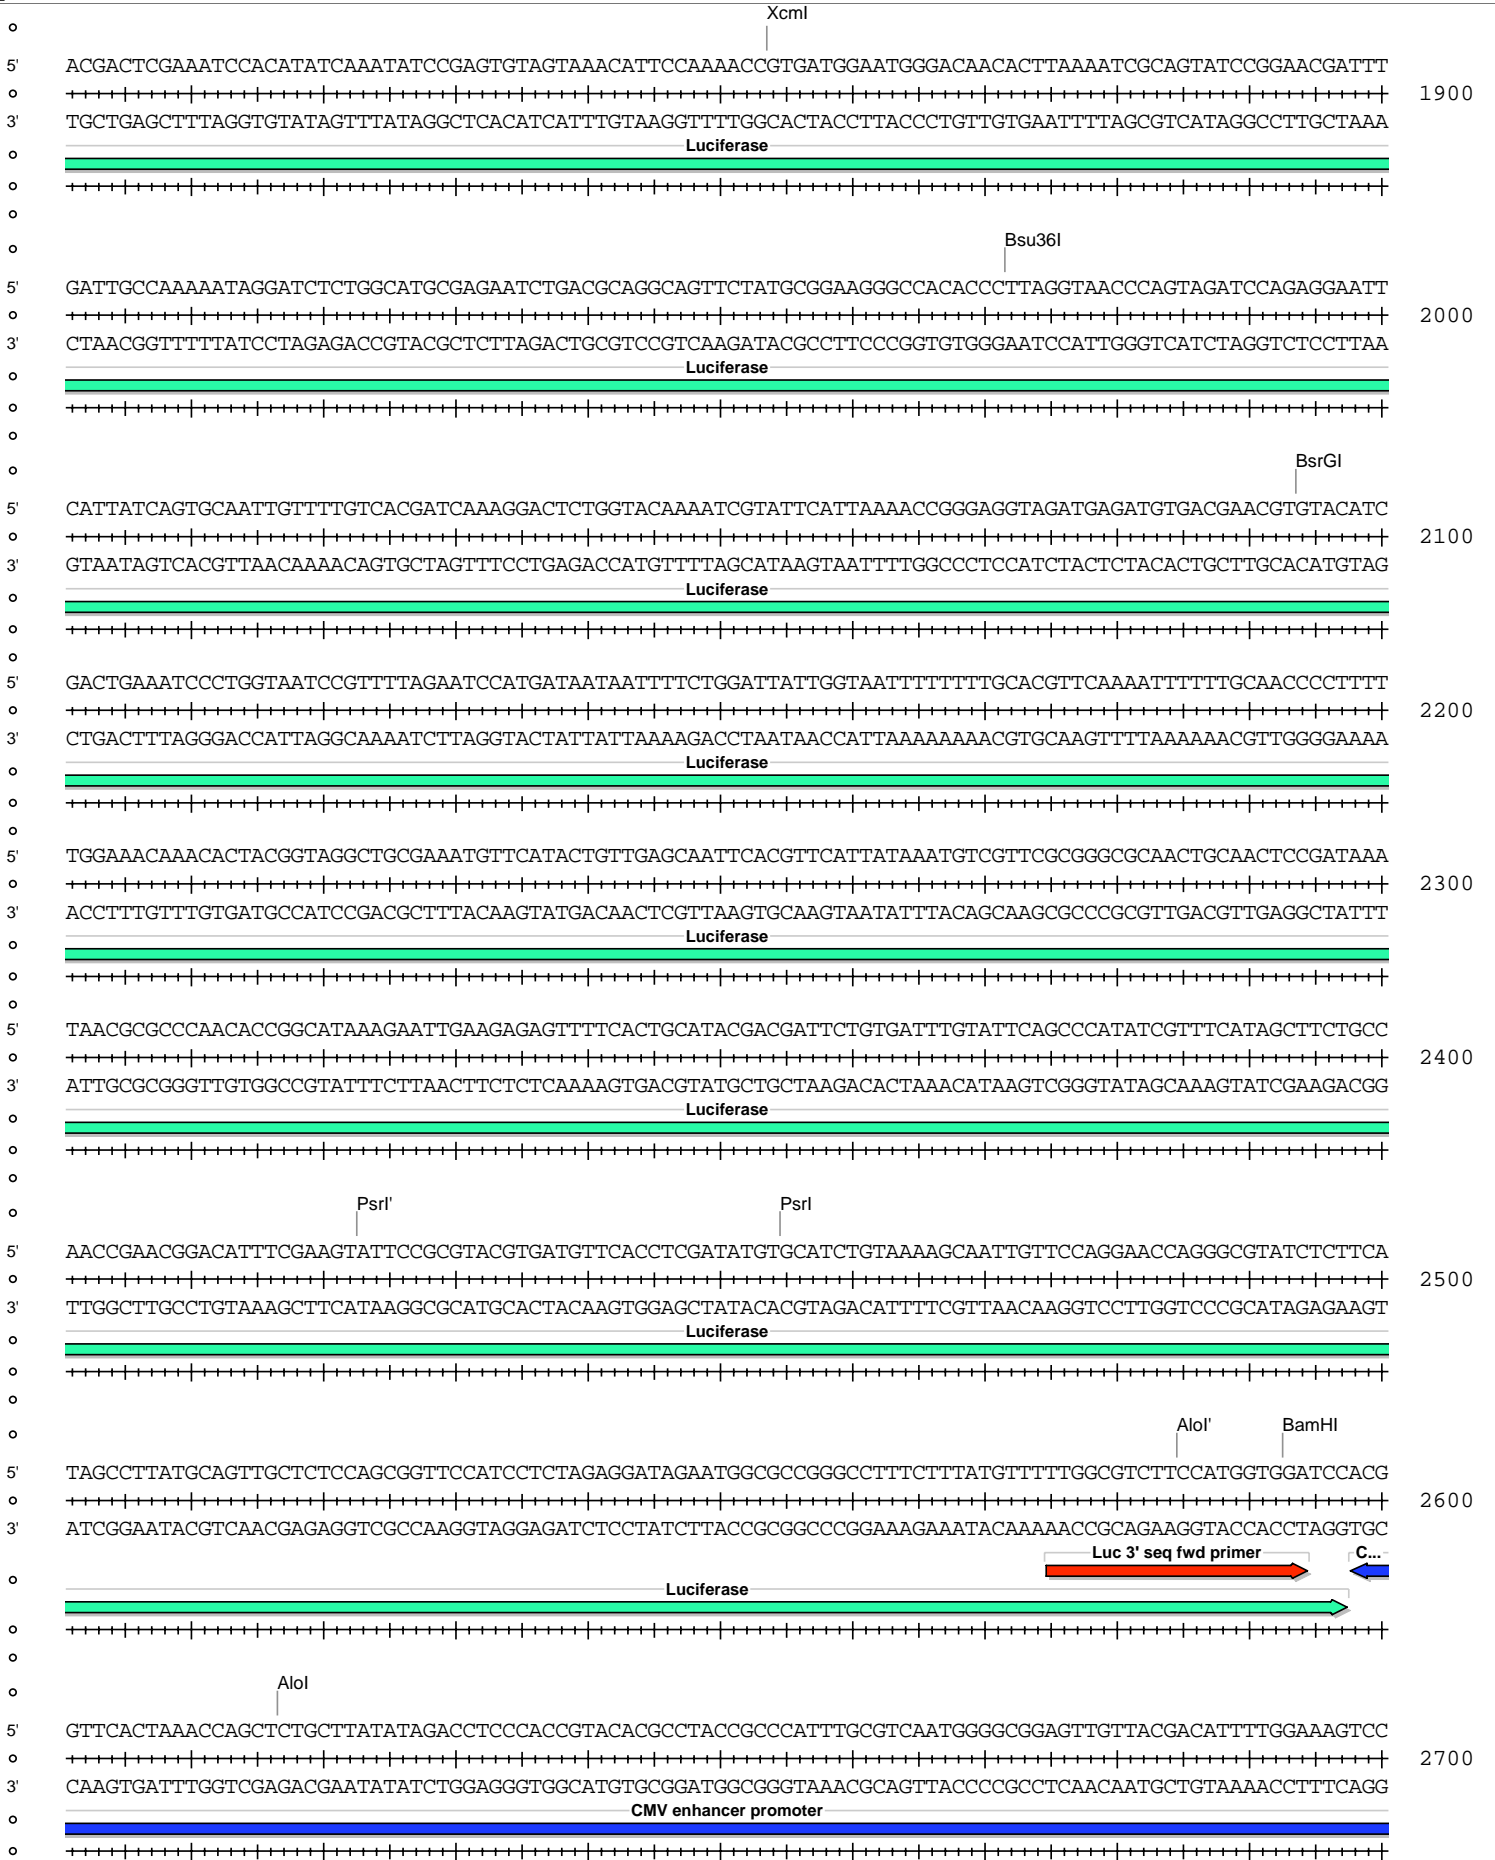 XcmI
5' ACGACTCGAAATCCACATATCAAATATCCGAGTGTAGTAAACATTCCAAAACCGTGATGGAATGGGACAACACTTAAAATCGCAGTATCCGGAACGATTT
1900
3' TGCTGAGCTTTAGGTGTATAGTTTATAGGCTCACATCATTTGTAAGGTTTTGGCACTACCTTACCCTGTTGTGAATTTTAGCGTCATAGGCCTTGCTAAA
Luciferase
Bsu36I
5' GATTGCCAAAAATAGGATCTCTGGCATGCGAGAATCTGACGCAGGCAGTTCTATGCGGAAGGGCCACACCCTTAGGTAACCCAGTAGATCCAGAGGAATT
2000
3' CTAACGGTTTTTATCCTAGAGACCGTACGCTCTTAGACTGCGTCCGTCAAGATACGCCTTCCCGGTGTGGGAATCCATTGGGTCATCTAGGTCTCCTTAA
Luciferase
BsrGI
5' CATTATCAGTGCAATTGTTTTGTCACGATCAAAGGACTCTGGTACAAAATCGTATTCATTAAAACCGGGAGGTAGATGAGATGTGACGAACGTGTACATC
2100
3' GTAATAGTCACGTTAACAAAACAGTGCTAGTTTCCTGAGACCATGTTTTAGCATAAGTAATTTTGGCCCTCCATCTACTCTACACTGCTTGCACATGTAG
Luciferase
5' GACTGAAATCCCTGGTAATCCGTTTTAGAATCCATGATAATAATTTTCTGGATTATTGGTAATTTTTTTTGCACGTTCAAAATTTTTTGCAACCCCTTTT
2200
3' CTGACTTTAGGGACCATTAGGCAAAATCTTAGGTACTATTATTAAAAGACCTAATAACCATTAAAAAAAACGTGCAAGTTTTAAAAAACGTTGGGGAAAA
Luciferase
5' TGGAAACAAACACTACGGTAGGCTGCGAAATGTTCATACTGTTGAGCAATTCACGTTCATTATAAATGTCGTTCGCGGGCGCAACTGCAACTCCGATAAA
2300
3' ACCTTTGTTTGTGATGCCATCCGACGCTTTACAAGTATGACAACTCGTTAAGTGCAAGTAATATTTACAGCAAGCGCCCGCGTTGACGTTGAGGCTATTT
Luciferase
5' TAACGCGCCCAACACCGGCATAAAGAATTGAAGAGAGTTTTCACTGCATACGACGATTCTGTGATTTGTATTCAGCCCATATCGTTTCATAGCTTCTGCC
2400
3' ATTGCGCGGGTTGTGGCCGTATTTCTTAACTTCTCTCAAAAGTGACGTATGCTGCTAAGACACTAAACATAAGTCGGGTATAGCAAAGTATCGAAGACGG
Luciferase
PsrI' PsrI
5' AACCGAACGGACATTTCGAAGTATTCCGCGTACGTGATGTTCACCTCGATATGTGCATCTGTAAAAGCAATTGTTCCAGGAACCAGGGCGTATCTCTTCA
2500
3' TTGGCTTGCCTGTAAAGCTTCATAAGGCGCATGCACTACAAGTGGAGCTATACACGTAGACATTTTCGTTAACAAGGTCCTTGGTCCCGCATAGAGAAGT
Luciferase
AloI' BamHI
5' TAGCCTTATGCAGTTGCTCTCCAGCGGTTCCATCCTCTAGAGGATAGAATGGCGCCGGGCCTTTCTTTATGTTTTTGGCGTCTTCCATGGTGGATCCACG
2600
3' ATCGGAATACGTCAACGAGAGGTCGCCAAGGTAGGAGATCTCCTATCTTACCGCGGCCCGGAAAGAAATACAAAAACCGCAGAAGGTACCACCTAGGTGC
Luc 3' seq fwd primer C...
Luciferase
AloI
5' GTTCACTAAACCAGCTCTGCTTATATAGACCTCCCACCGTACACGCCTACCGCCCATTTGCGTCAATGGGGCGGAGTTGTTACGACATTTTGGAAAGTCC
2700
3' CAAGTGATTTGGTCGAGACGAATATATCTGGAGGGTGGCATGTGCGGATGGCGGGTAAACGCAGTTACCCCGCCTCAACAATGCTGTAAAACCTTTCAGG
CMV enhancer promoter